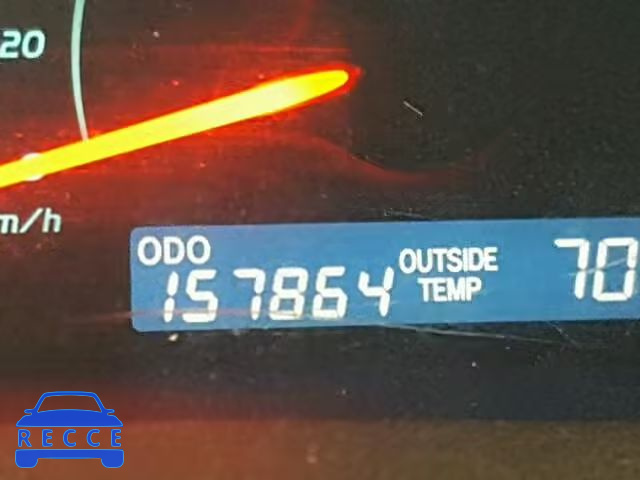 20
m/h
ODO
157864
OUTSIDE
TEMP
70
RECCE